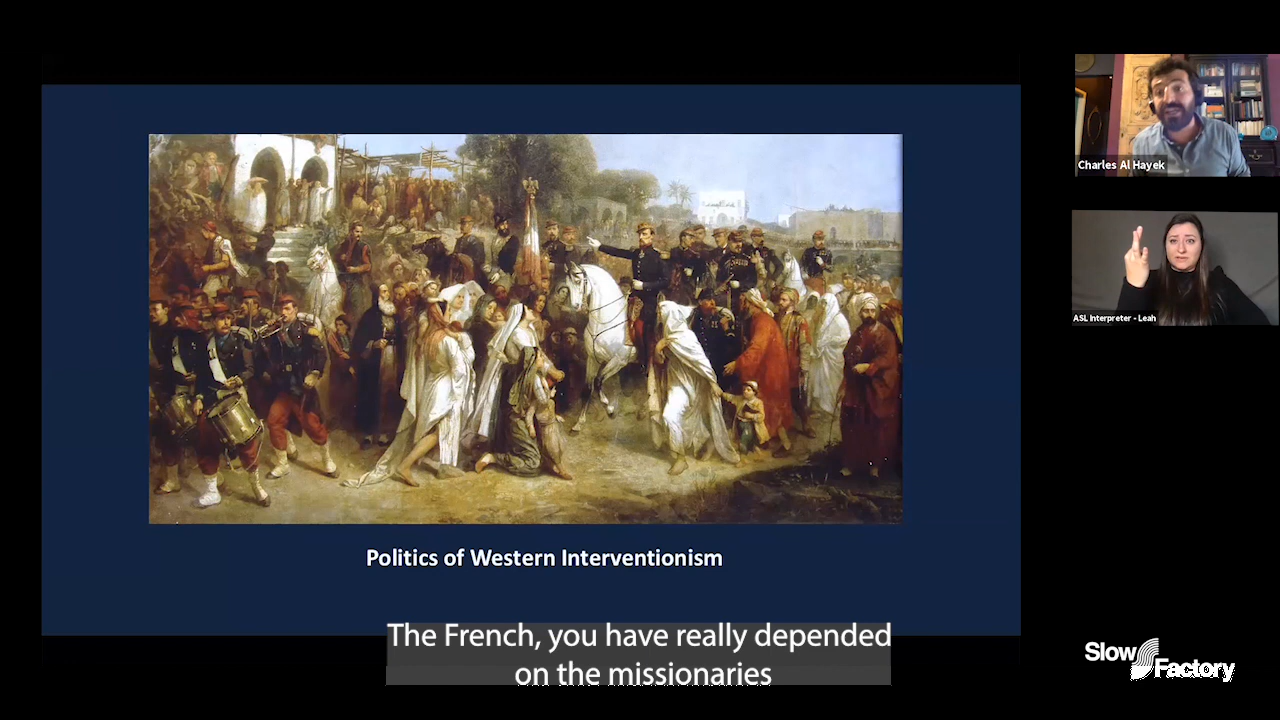 Charles Al Hayek
ASL Interpreter - Leah
Politics of Western Interventionism
The French, you have really depended
on the missionaries
Slow
Factory